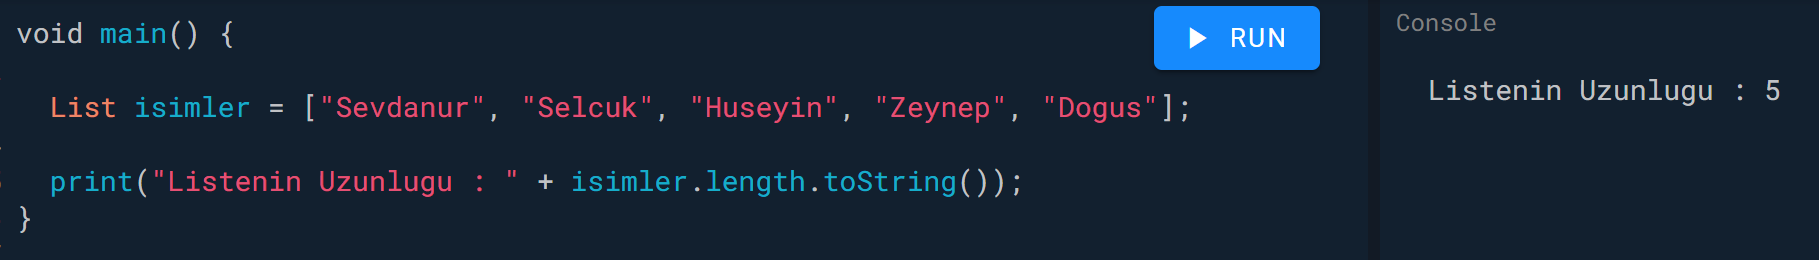 void main() {
RUN
Console
List isimler = ["Sevdanur", "Selcuk", "Huseyin", "Zeynep", "Dogus"];
Listenin Uzunlugu : 5
print("Listenin Uzunlugu : " + isimler.length.toString());
}